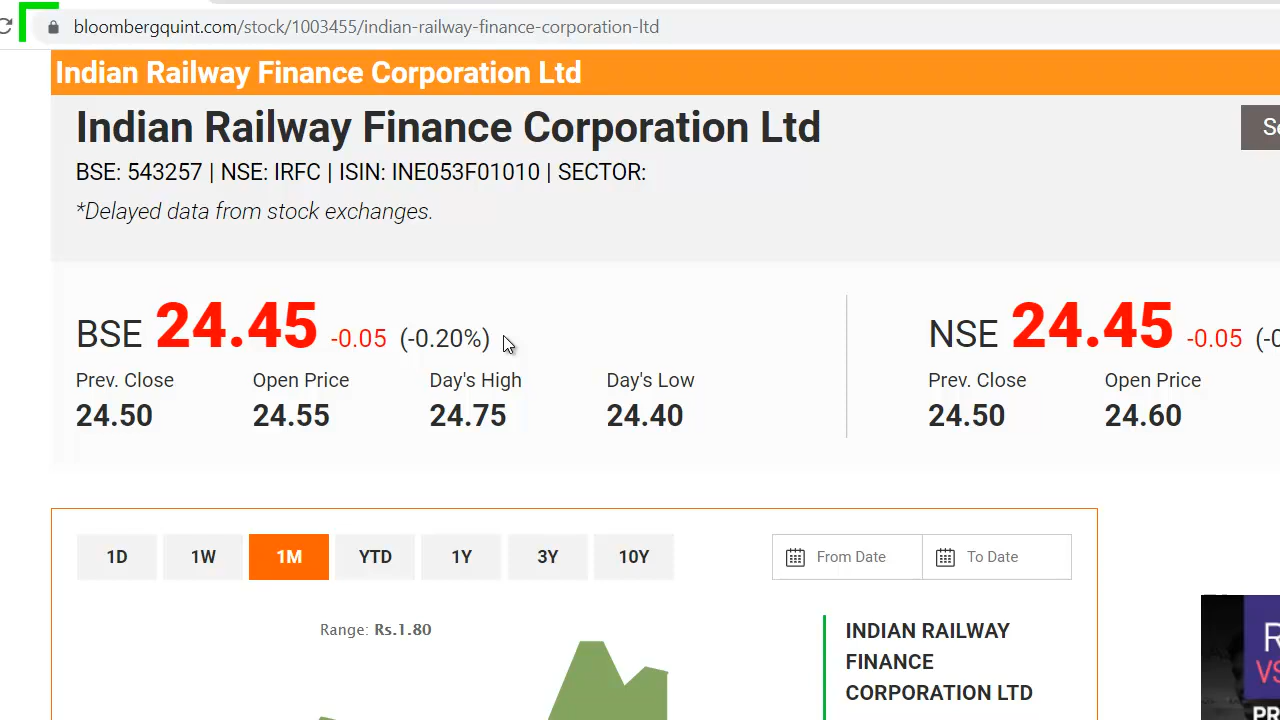 bloombergquint.com/stock/1003455/indian-railway-finance-corporation-ltd
Indian Railway Finance Corporation Ltd
Indian Railway Finance Corporation Ltd
BSE: 543257 | NSE: IRFC | ISIN: INE053F01010 | SECTOR:
*Delayed data from stock exchanges.
BSE 24.45 -0.05 (-0.20%)
Prev. Close Open Price Day's High Day's Low
24.50 24.55 24.75 24.40
NSE 24.45 -0.05
Prev. Close Open Price
24.50 24.60
1D 1W 1M YTD 1Y 3Y 10Y
From Date To Date
Range: Rs.1.80
INDIAN RAILWAY
FINANCE
CORPORATION LTD